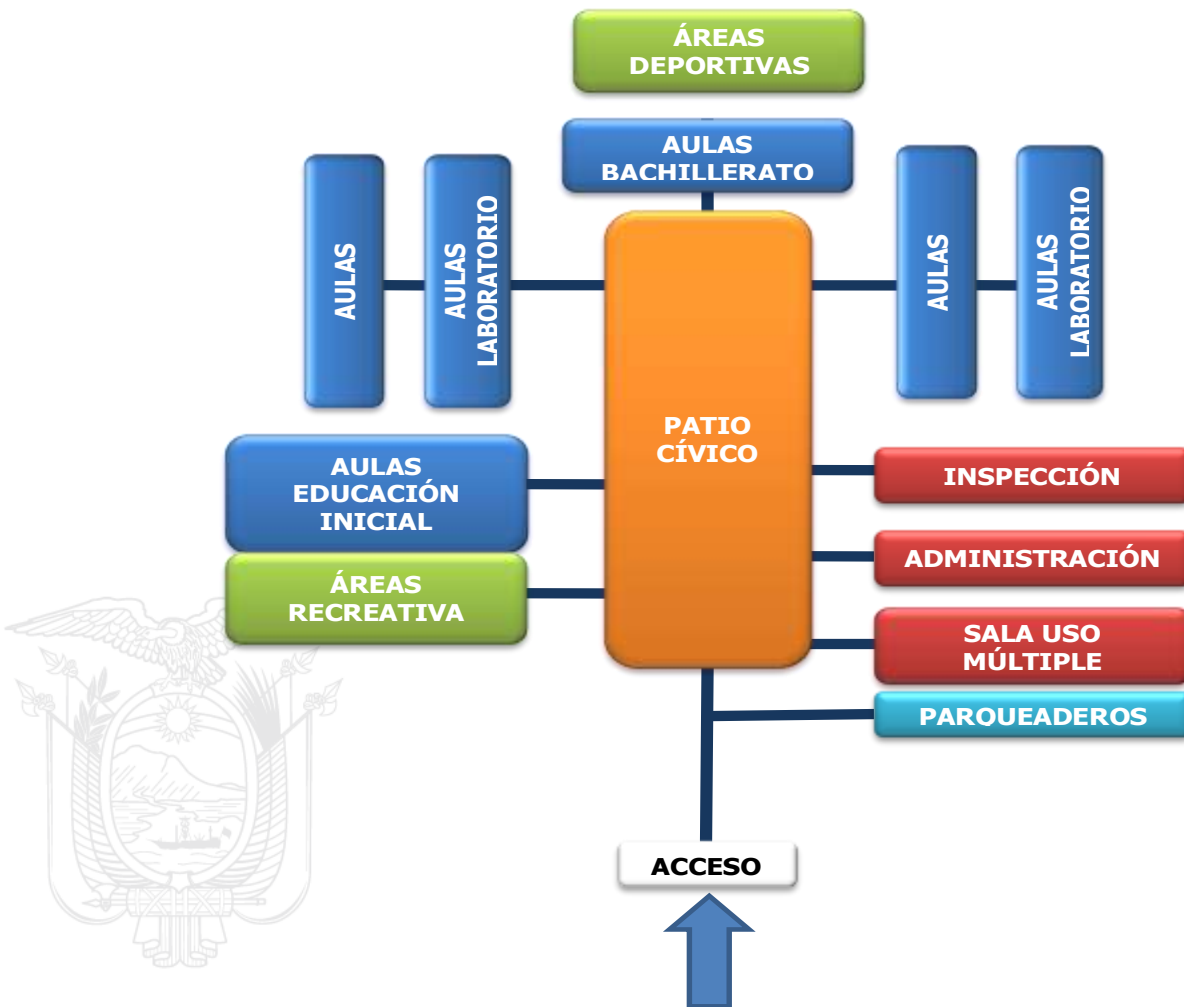 ÁREAS
DEPORTIVAS
AULAS
BACHILLERATO
AULAS
AULAS
LABORATORIO
AULAS
AULAS
LABORATORIO
PATIO
CÍVICO
AULAS
EDUCACIÓN
INICIAL
ÁREAS
RECREATIVA
INSPECCIÓN
ADMINISTRACIÓN
SALA USO
MÚLTIPLE
PARQUEADEROS
ACCESO